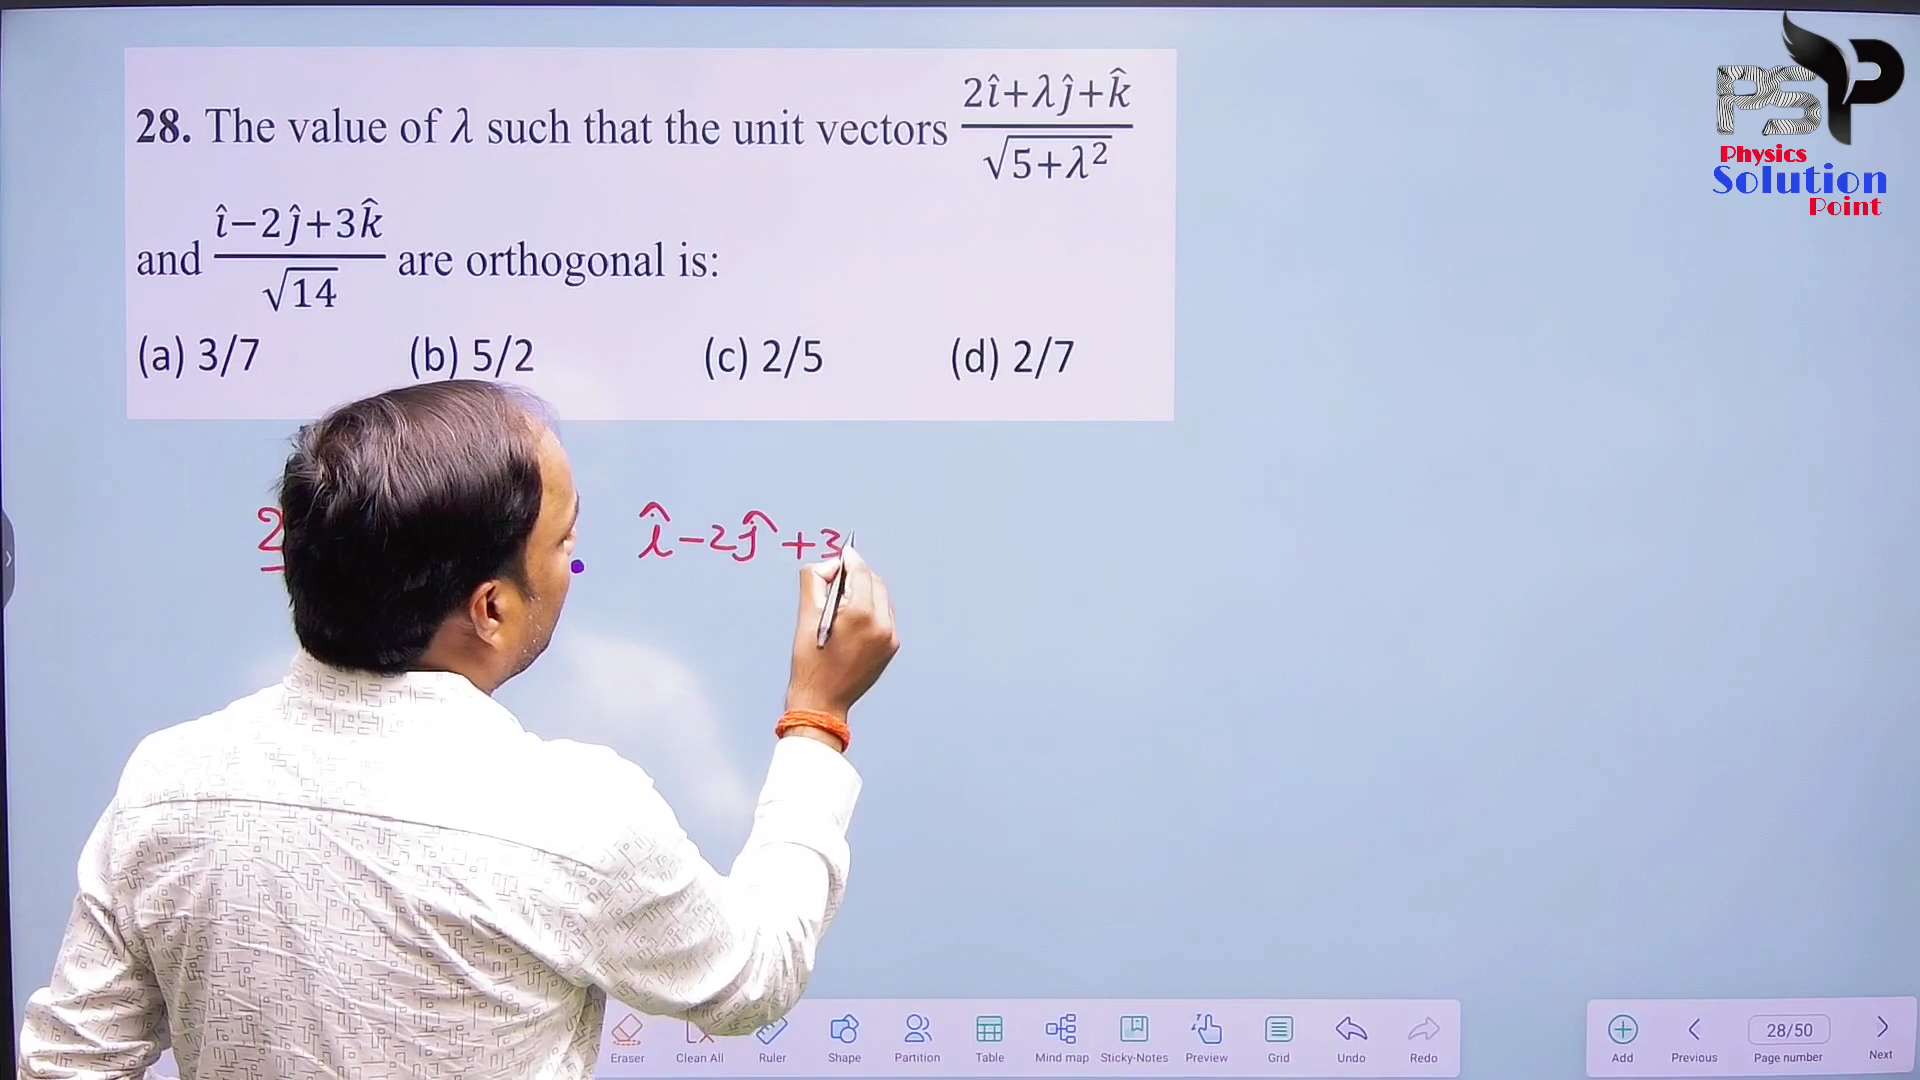 28. The value of λ such that the unit vectors (2î+λĵ+k̂)/√(5+λ²)
and (î−2ĵ+3k̂)/√14 are orthogonal is:
(a) 3/7 (b) 5/2 (c) 2/5 (d) 2/7
2 . î -2ĵ +3
PSP
Physics
Solution
Point
Eraser Clean All Ruler Shape Partition Table Mind map Sticky-Notes Preview Grid Undo Redo
Add Previous 28/50 Page number Next